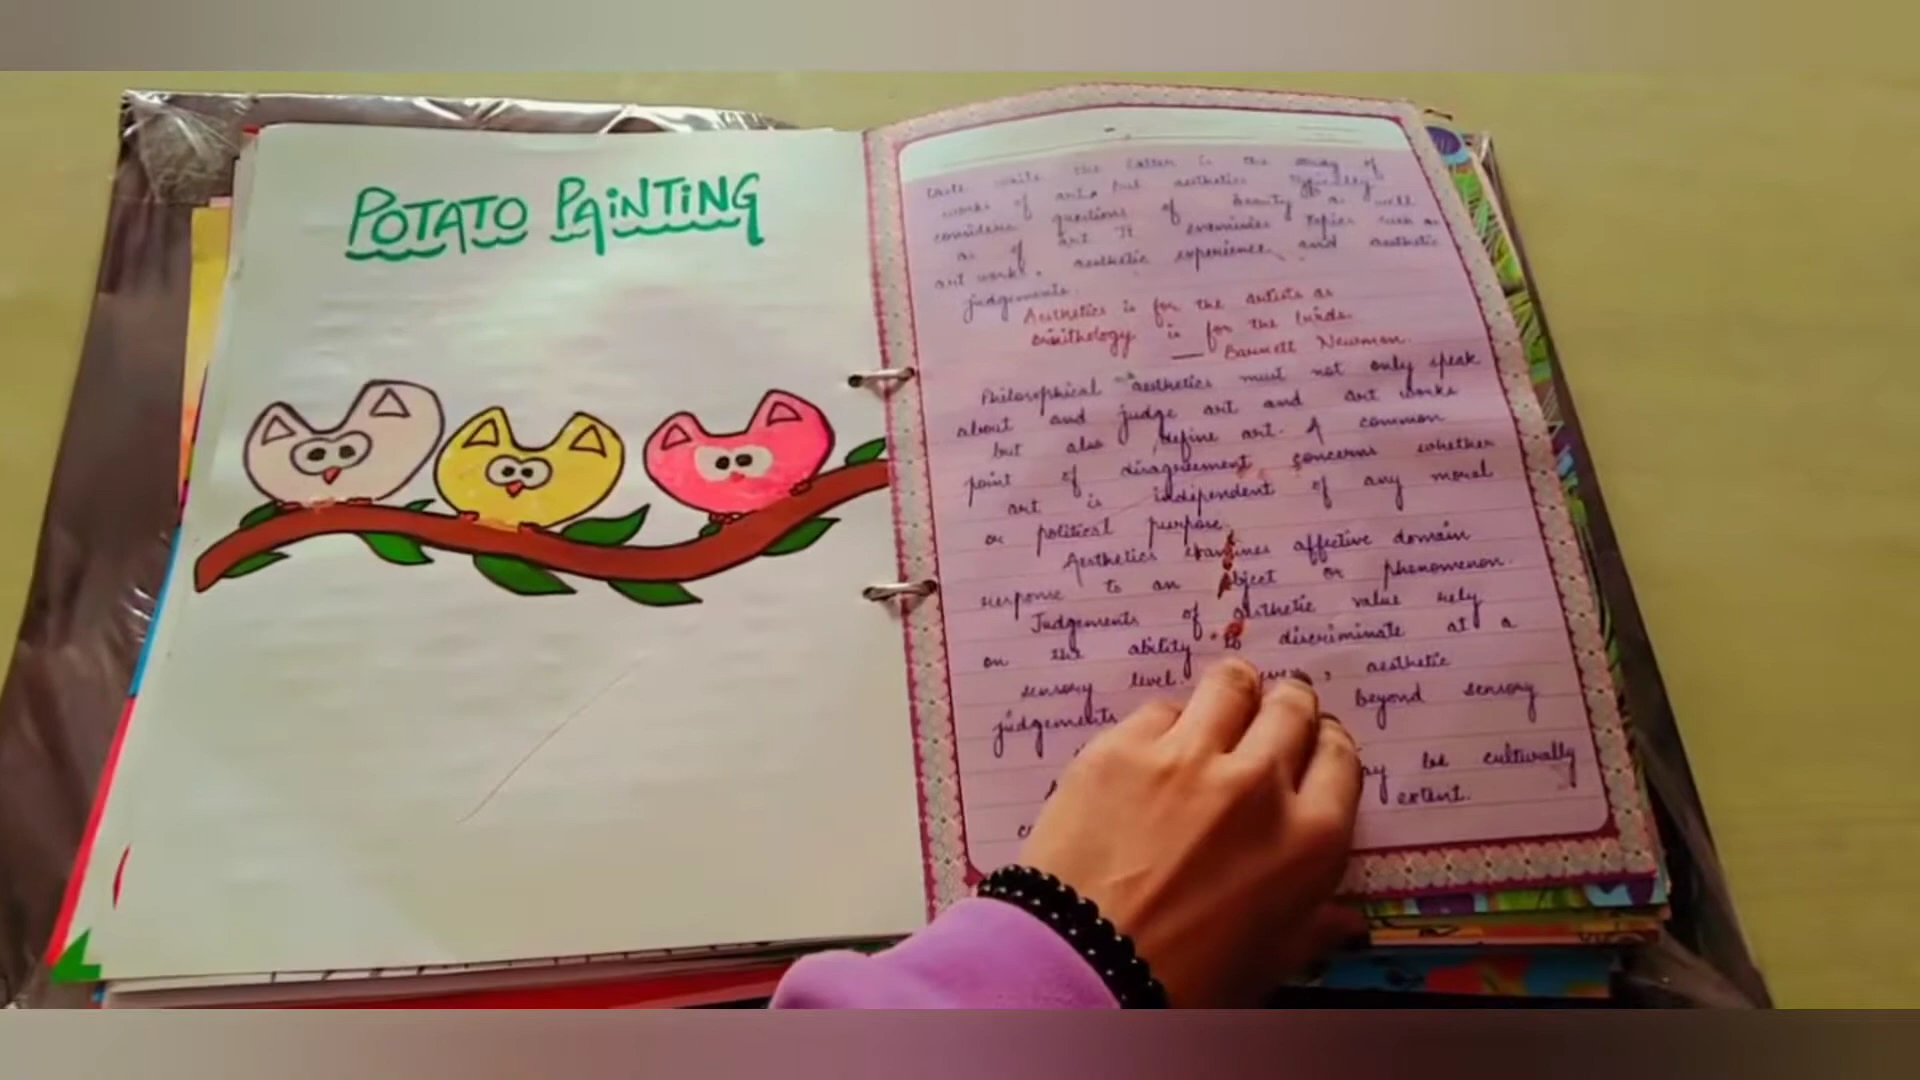 POTATO PAINTING
taste while the latter is the study of
works of art, but aesthetics typically
considers questions of beauty as well
as of art. It examines topics such as
art works, aesthetic experience and aesthetic
judgements.
Aesthetics is for the artists as
Ornithology is for the birds.
— Barnett Newman.
Philosophical aesthetics must not only speak
about and judge art and art works
but also define art. A common
point of disagreement concerns whether
art is independent of any moral
or political purpose.
Aesthetics examines affective domain
response to an object or phenomenon.
Judgements of aesthetic value rely
on the ability to discriminate at a
sensory level. aesthetic
judgements beyond sensory
be culturally
extent.